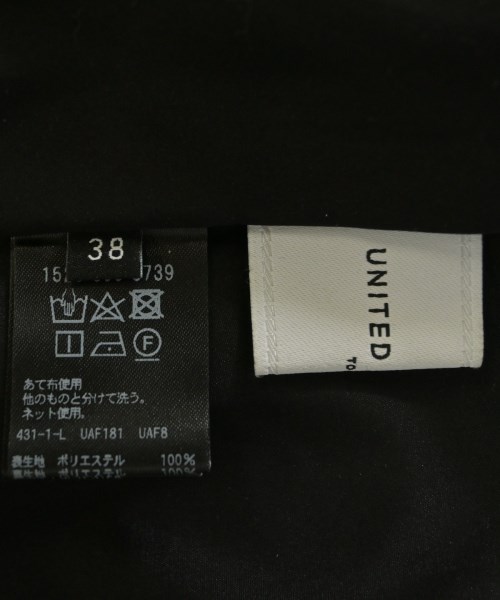 38
あて布使用
他のものと分けて洗う。
ネット使用。
431-1-L UAF181 UAF8
表生地 ポリエステル 100%
UNITED
TO